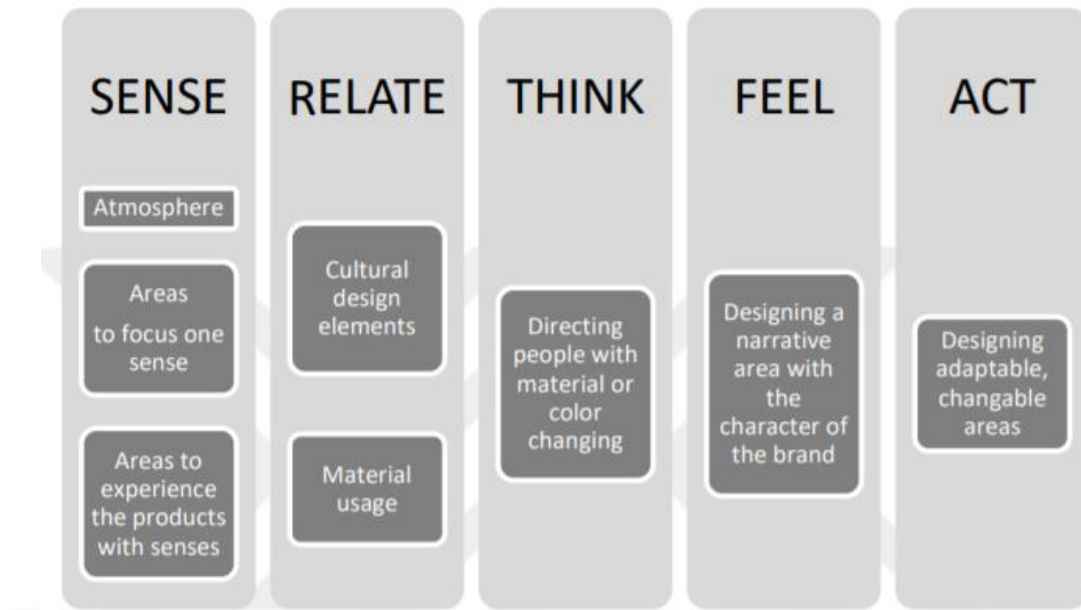 SENSE
Atmosphere
Areas
to focus one
sense
Areas to
experience
the products
with senses
RELATE
Cultural
design
elements
Material
usage
THINK
Directing
people with
material or
color
changing
FEEL
Designing a
narrative
area with
the
character of
the brand
ACT
Designing
adaptable,
changable
areas